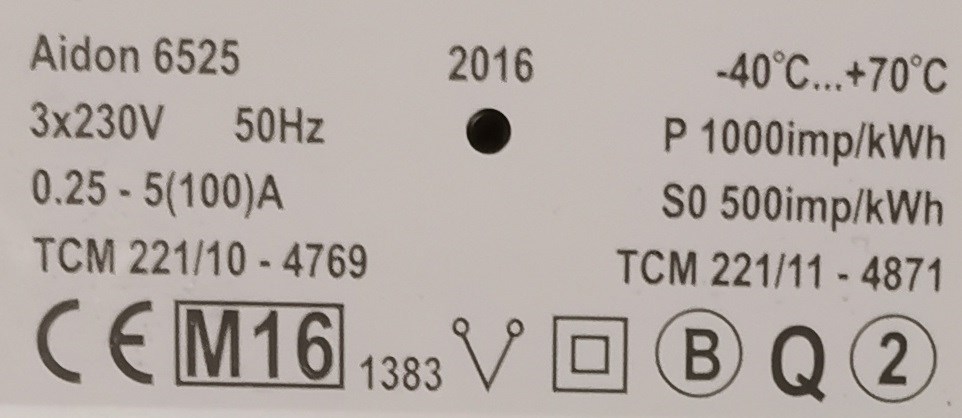 Aidon 6525 2016 -40°C...+70°C
3x230V 50Hz P 1000imp/kWh
0.25 - 5(100)A S0 500imp/kWh
TCM 221/10 - 4769 TCM 221/11 - 4871
CE M16 1383 B Q 2